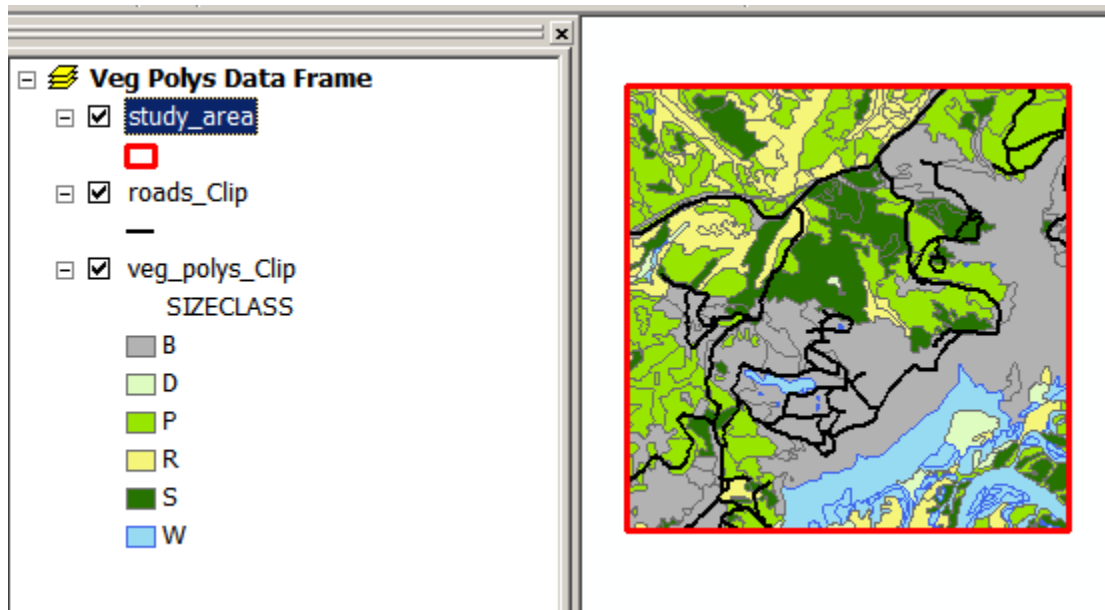 Veg Polys Data Frame
study_area
roads_Clip
veg_polys_Clip
SIZECLASS
B
D
P
R
S
W